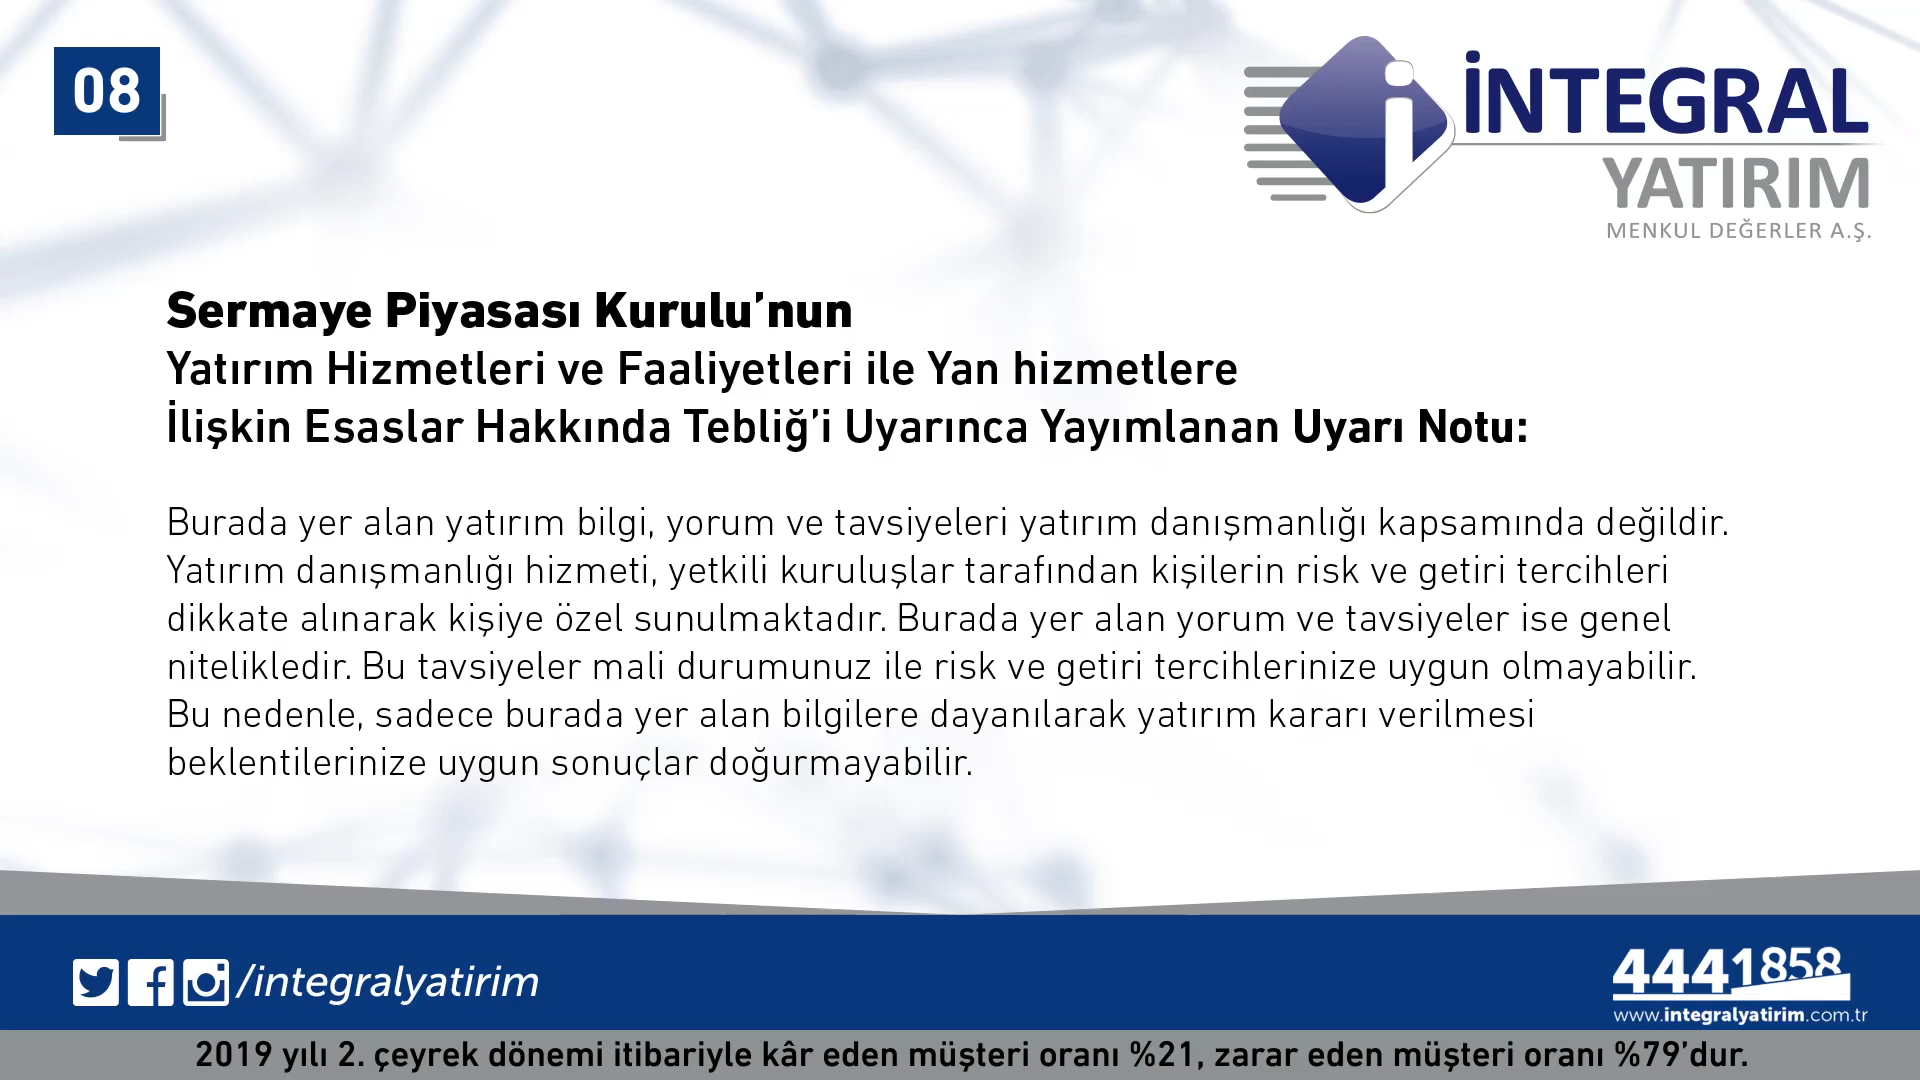 08
İNTEGRAL
YATIRIM
MENKUL DEĞERLER A.Ş.
Sermaye Piyasası Kurulu’nun
Yatırım Hizmetleri ve Faaliyetleri ile Yan hizmetlere
İlişkin Esaslar Hakkında Tebliğ’i Uyarınca Yayımlanan Uyarı Notu:
Burada yer alan yatırım bilgi, yorum ve tavsiyeleri yatırım danışmanlığı kapsamında değildir.
Yatırım danışmanlığı hizmeti, yetkili kuruluşlar tarafından kişilerin risk ve getiri tercihleri
dikkate alınarak kişiye özel sunulmaktadır. Burada yer alan yorum ve tavsiyeler ise genel
nitelikledir. Bu tavsiyeler mali durumunuz ile risk ve getiri tercihlerinize uygun olmayabilir.
Bu nedenle, sadece burada yer alan bilgilere dayanılarak yatırım kararı verilmesi
beklentilerinize uygun sonuçlar doğurmayabilir.
/integralyatirim
4441858
www.integralyatirim.com.tr
2019 yılı 2. çeyrek dönemi itibariyle kâr eden müşteri oranı %21, zarar eden müşteri oranı %79’dur.